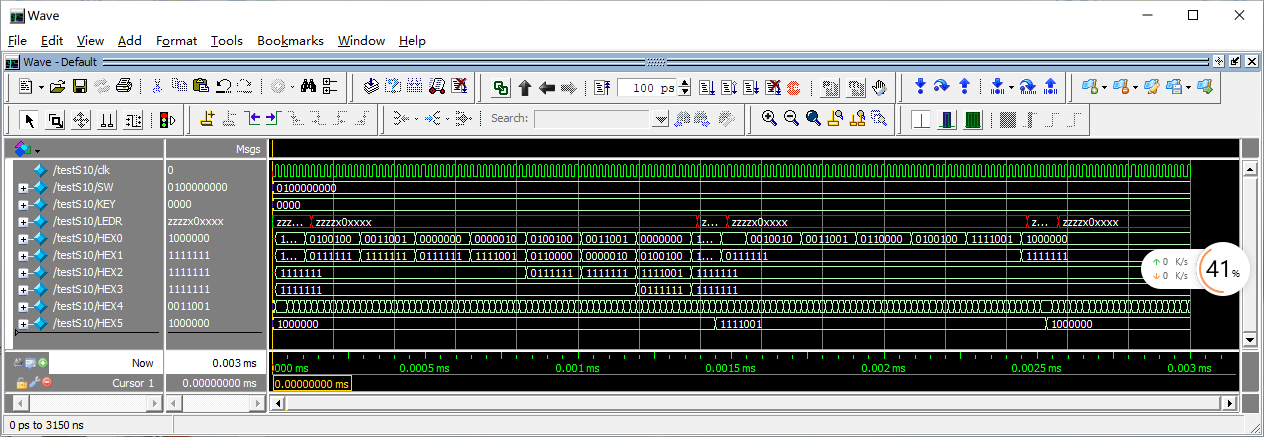 Wave
File Edit View Add Format Tools Bookmarks Window Help
Wave - Default
100 ps
Search:
Msgs
/testS10/clk 0
/testS10/SW 0100000000 0100000000
/testS10/KEY 0000 0000
/testS10/LEDR zzzzx0xxxx zzz... zzzzx0xxxx z... zzzzx0xxxx z... zzzzx0xxxx
/testS10/HEX0 1000000 1... 0100100 0011001 0000000 0000010 0100100 0011001 0000000 1... 0010010 0011001 0110000 0100100 1111001 1000000
/testS10/HEX1 1111111 1... 0111111 1111111 0111111 1111001 0110000 0000010 0100100 1... 0111111 1111111
/testS10/HEX2 1111111 1111111 0111111 1111111 1111001 1111111
/testS10/HEX3 1111111 1111111 0111111 1111111
/testS10/HEX4 0011001
/testS10/HEX5 1000000 1000000 1111001 1000000
0 K/s
0 K/s
41%
Now 0.003 ms 000 ms 0.0005 ms 0.001 ms 0.0015 ms 0.002 ms 0.0025 ms 0.003 ms
Cursor 1 0.00000000 ms 0.00000000 ms
0 ps to 3150 ns